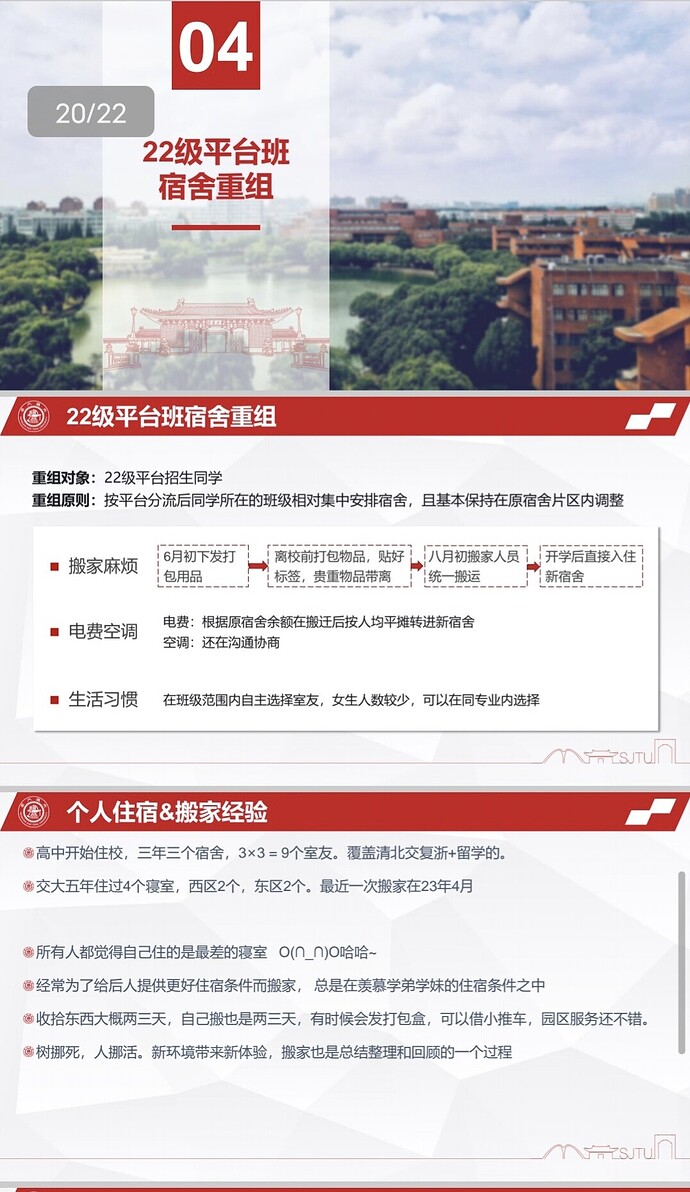 04
20/22
22级平台班
宿舍重组
22级平台班宿舍重组
重组对象：22级平台招生同学
重组原则：按平台分流后同学所在的班级相对集中安排宿舍，且基本保持在原宿舍片区内调整
搬家麻烦
6月初下发打
包用品
离校前打包物品，贴好
标签，贵重物品带离
八月初搬家人员
统一搬运
开学后直接入住
新宿舍
电费空调
电费：根据原宿舍余额在搬迁后按人均平摊转进新宿舍
空调：还在沟通协商
生活习惯
在班级范围内自主选择室友，女生人数较少，可以在同专业内选择
SJTU
个人住宿&搬家经验
高中开始住校，三年三个宿舍，3×3 = 9个室友。覆盖清北交复浙+留学的。
交大五年住过4个寝室，西区2个，东区2个。最近一次搬家在23年4月
所有人都觉得自己住的是最差的寝室 O(∩_∩)O哈哈~
经常为了给后人提供更好住宿条件而搬家， 总是在羡慕学弟学妹的住宿条件之中
收拾东西大概两三天，自己搬也是两三天，有时候会发打包盒，可以借小推车，园区服务还不错。
树挪死，人挪活。新环境带来新体验，搬家也是总结整理和回顾的一个过程
SJTU